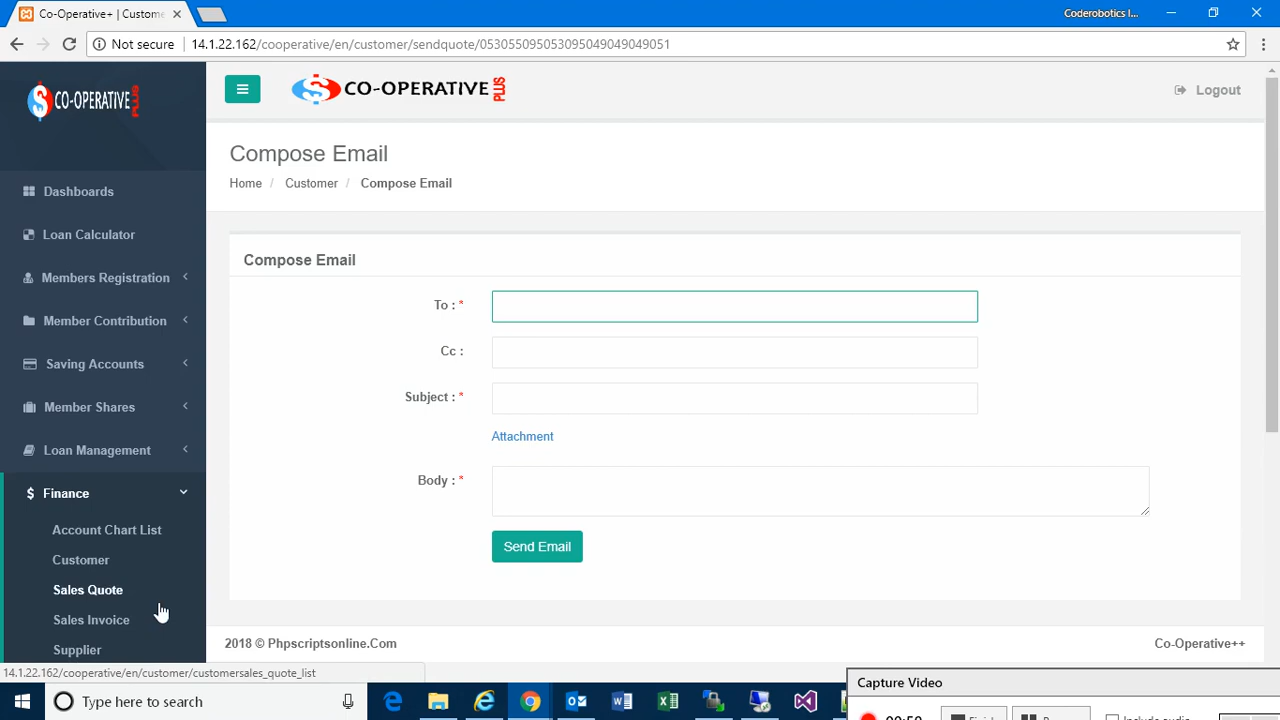 Co-Operative+ | Custome
Coderobotics I...
Not secure | 14.1.22.162/cooperative/en/customer/sendquote/053055095053095049049049051
CO-OPERATIVE PLUS
CO-OPERATIVE PLUS
Logout
Compose Email
Home / Customer / Compose Email
Dashboards
Loan Calculator
Members Registration
Member Contribution
Saving Accounts
Member Shares
Loan Management
$ Finance
Account Chart List
Customer
Sales Quote
Sales Invoice
Supplier
Compose Email
To : *
Cc :
Subject : *
Attachment
Body : *
Send Email
2018 © Phpscriptsonline.Com
Co-Operative++
14.1.22.162/cooperative/en/customer/customersales_quote_list
Capture Video
Type here to search